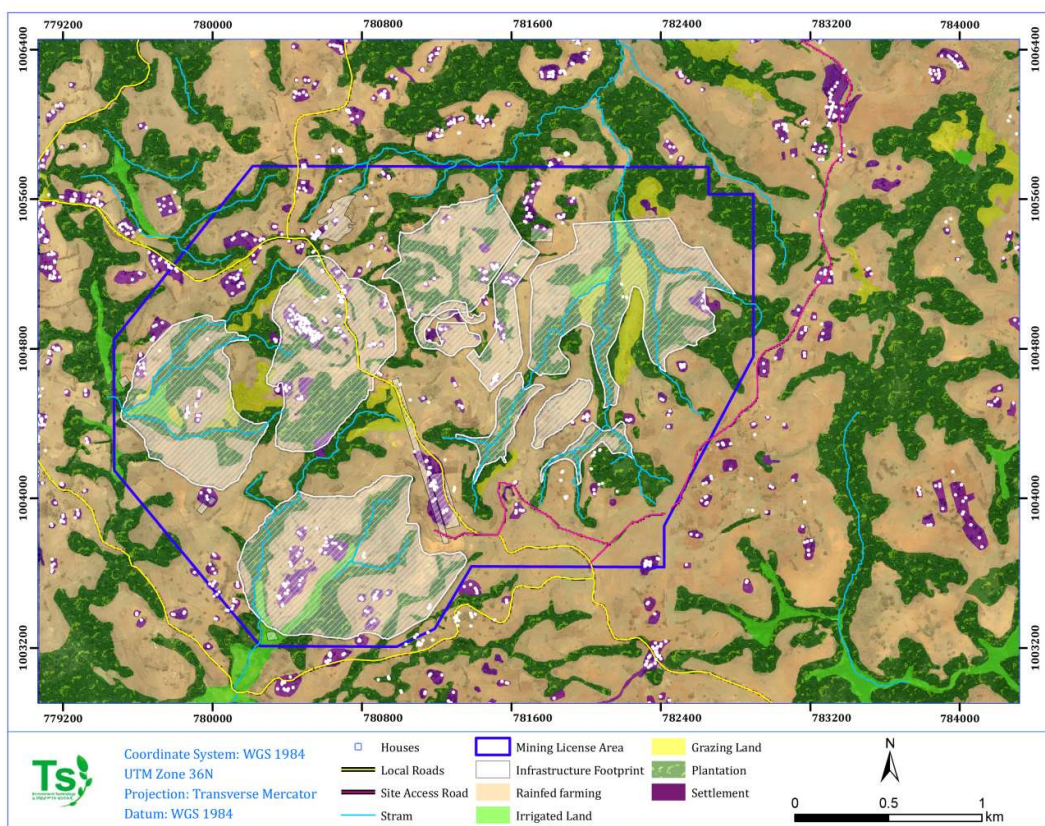 779200 780000 780800 781600 782400 783200 784000
1006400 1006400
1005600 1005600
1004800 1004800
1004000 1004000
1003200 1003200
779200 780000 780800 781600 782400 783200 784000
Ts
Coordinate System: WGS 1984
UTM Zone 36N
Projection: Transverse Mercator
Datum: WGS 1984
Houses
Local Roads
Site Access Road
Stram
Mining License Area
Infrastructure Footprint
Rainfed farming
Irrigated Land
Grazing Land
Plantation
Settlement
N
0 0.5 1
km